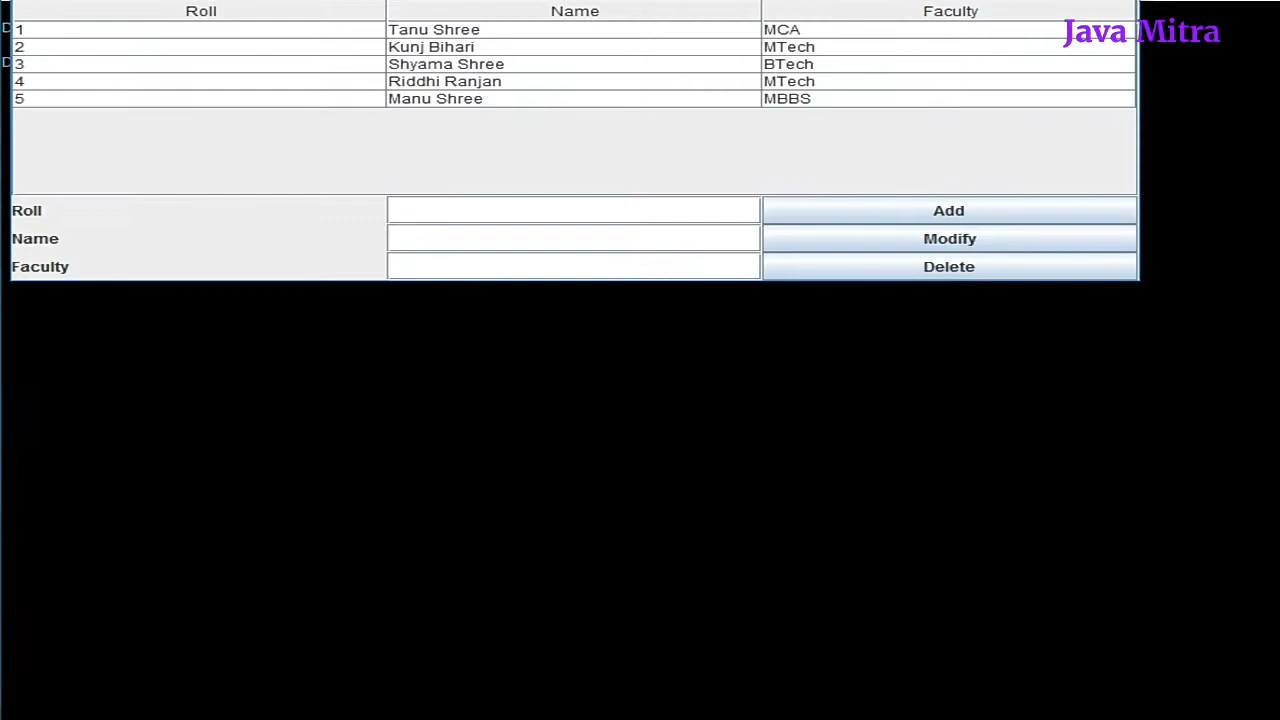 Roll Name Faculty
1 Tanu Shree MCA
2 Kunj Bihari MTech
3 Shyama Shree BTech
4 Riddhi Ranjan MTech
5 Manu Shree MBBS
Java Mitra
D
D
Roll Add
Name Modify
Faculty Delete